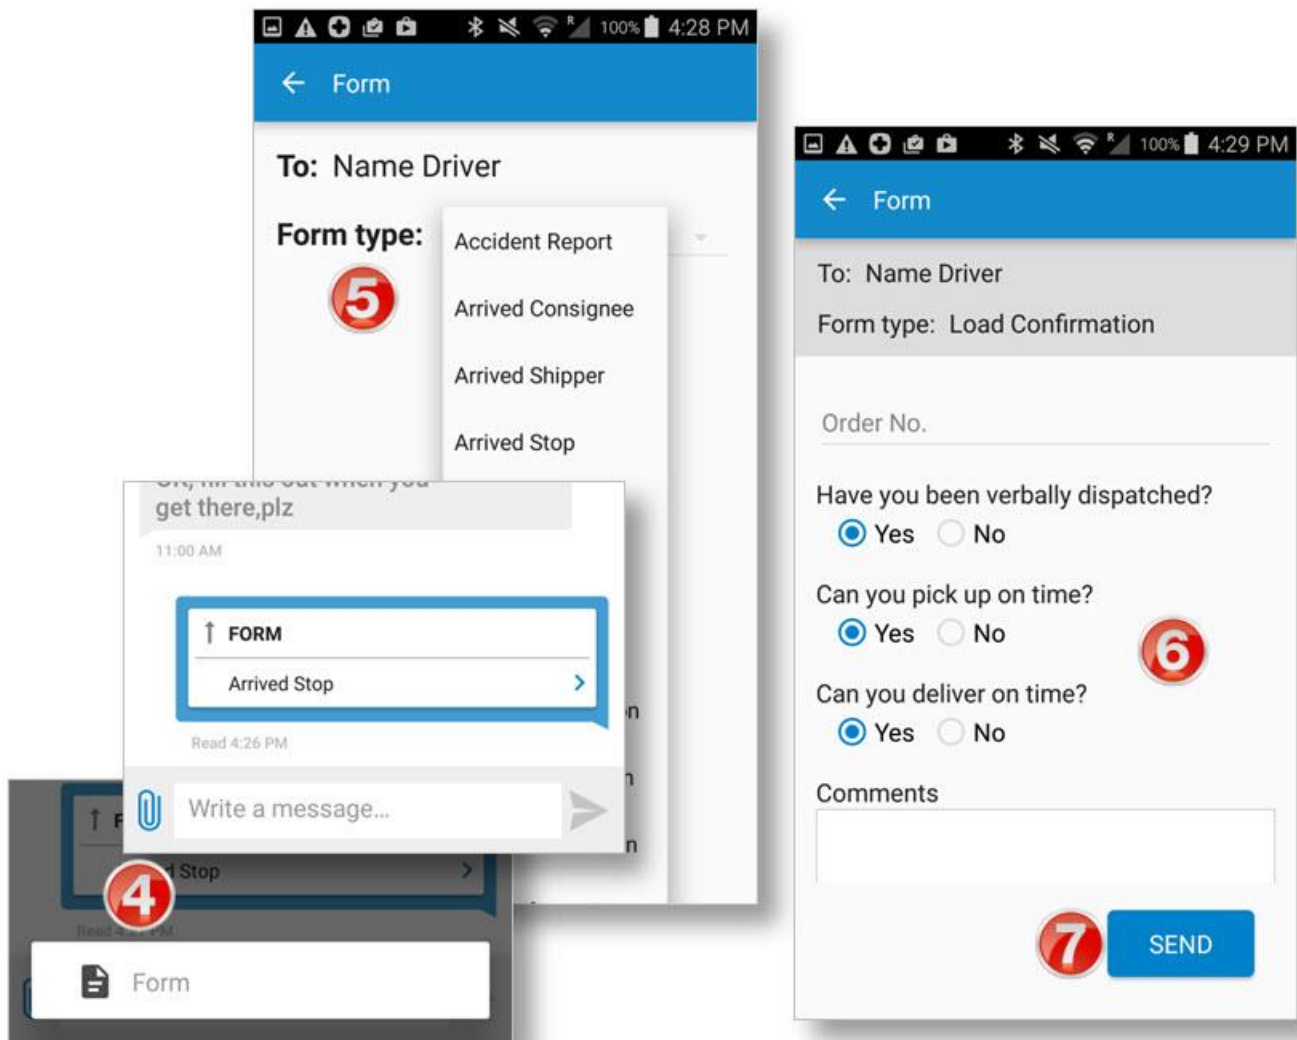 100% 4:28 PM
Form
To: Name Driver
Form type:
5
Accident Report
Arrived Consignee
Arrived Shipper
Arrived Stop
get there,plz
11:00 AM
FORM
Arrived Stop
Read 4:26 PM
Write a message...
4
Stop
Form
R 100% 4:29 PM
Form
To: Name Driver
Form type: Load Confirmation
Order No.
Have you been verbally dispatched?
Yes No
Can you pick up on time?
Yes No
6
Can you deliver on time?
Yes No
Comments
7
SEND